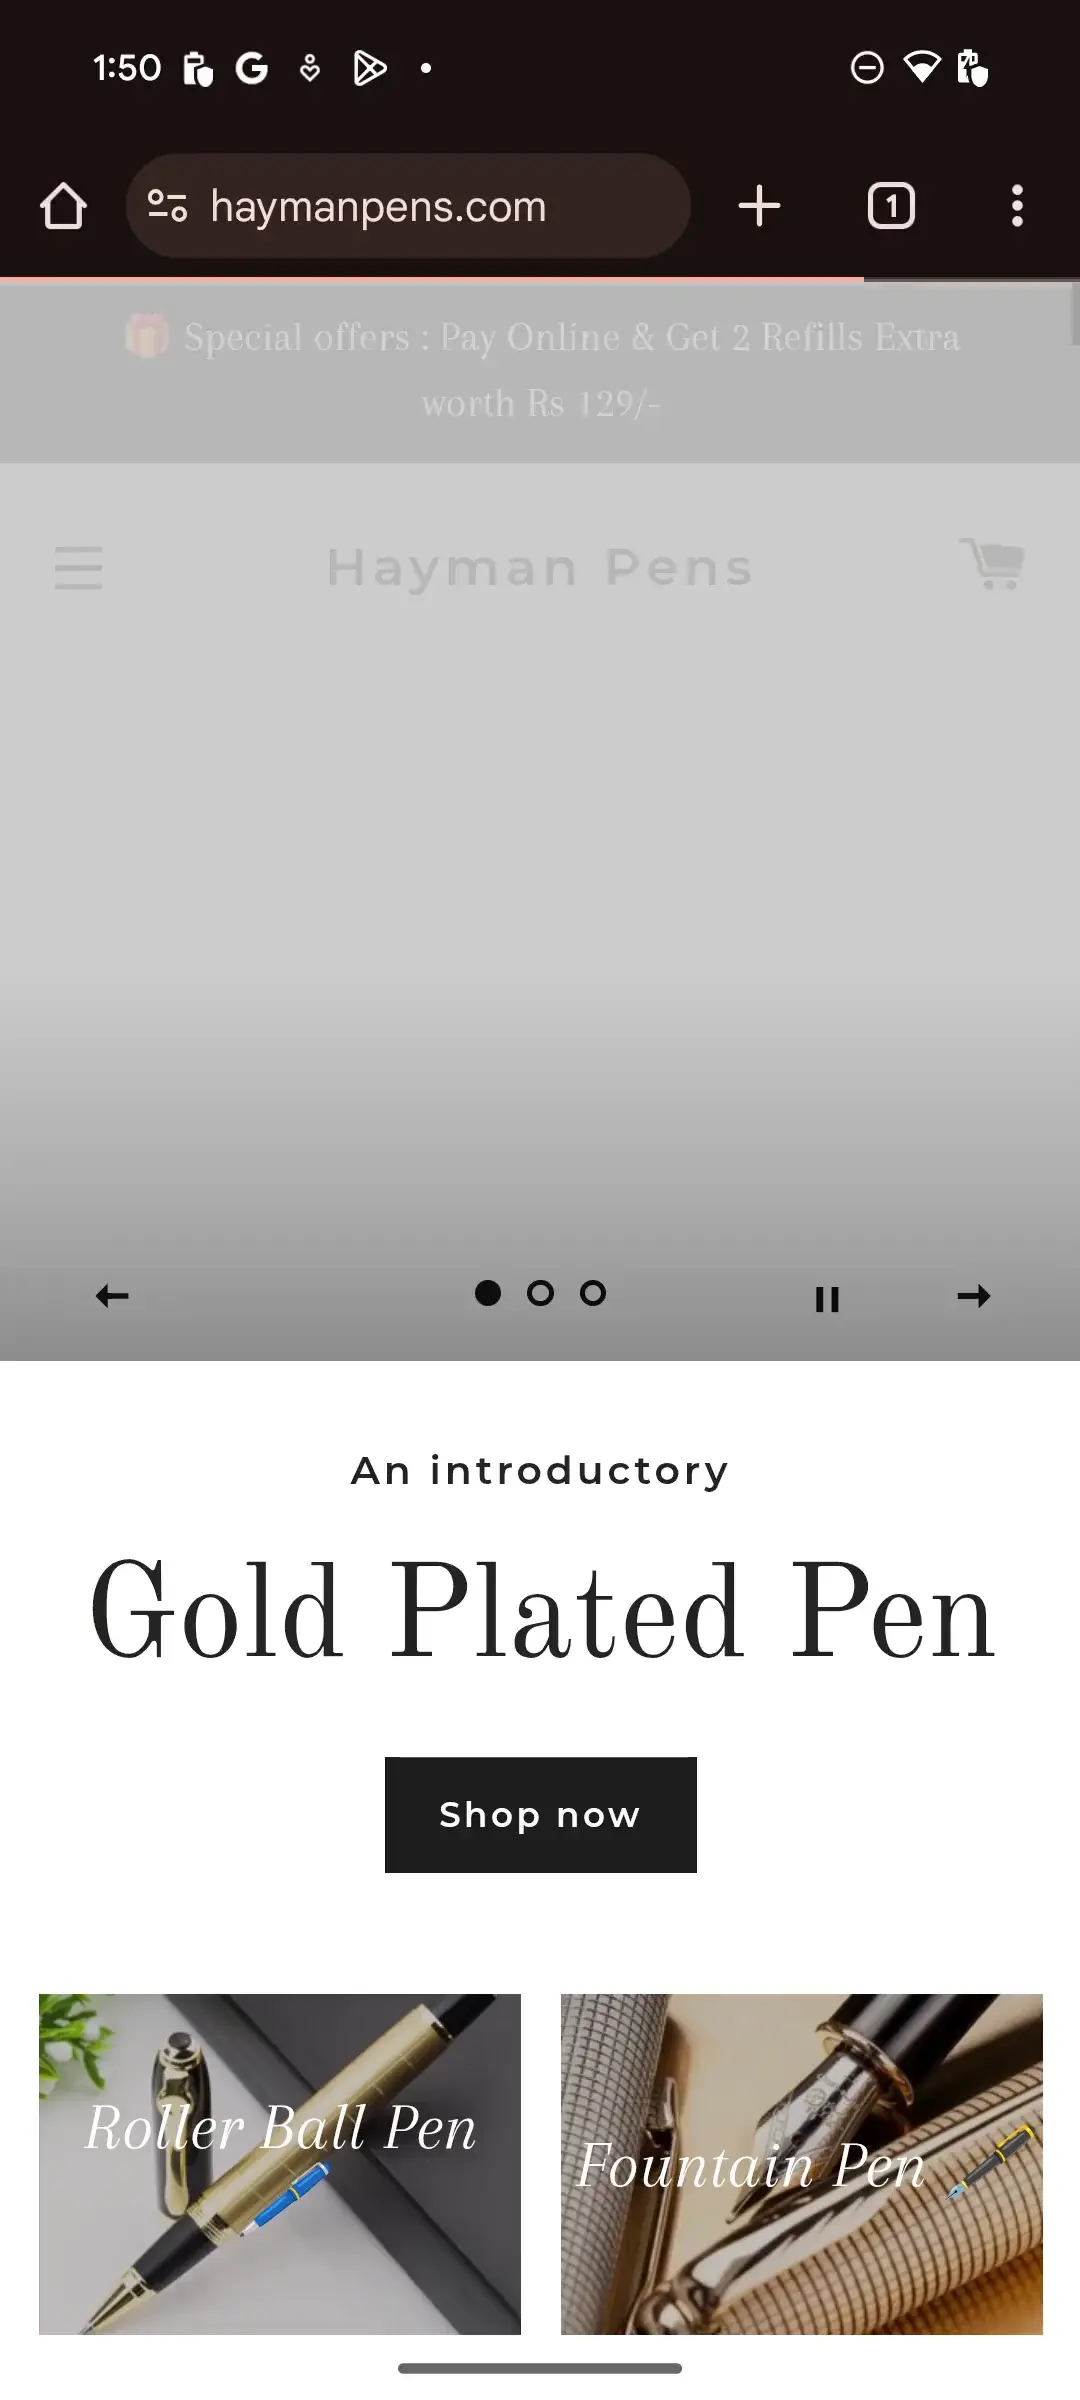 1:50
haymanpens.com
1
🎁 Special offers : Pay Online & Get 2 Refills Extra
worth Rs 129/-
Hayman Pens
An introductory
Gold Plated Pen
Shop now
Roller Ball Pen
Fountain Pen